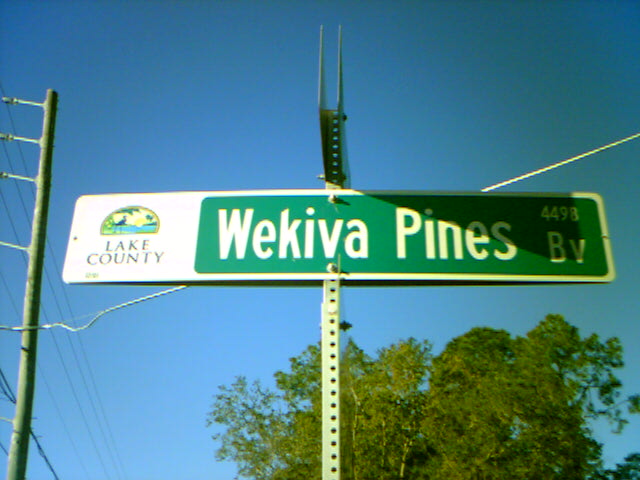 LAKE
COUNTY
Wekiva Pines Bv
4498